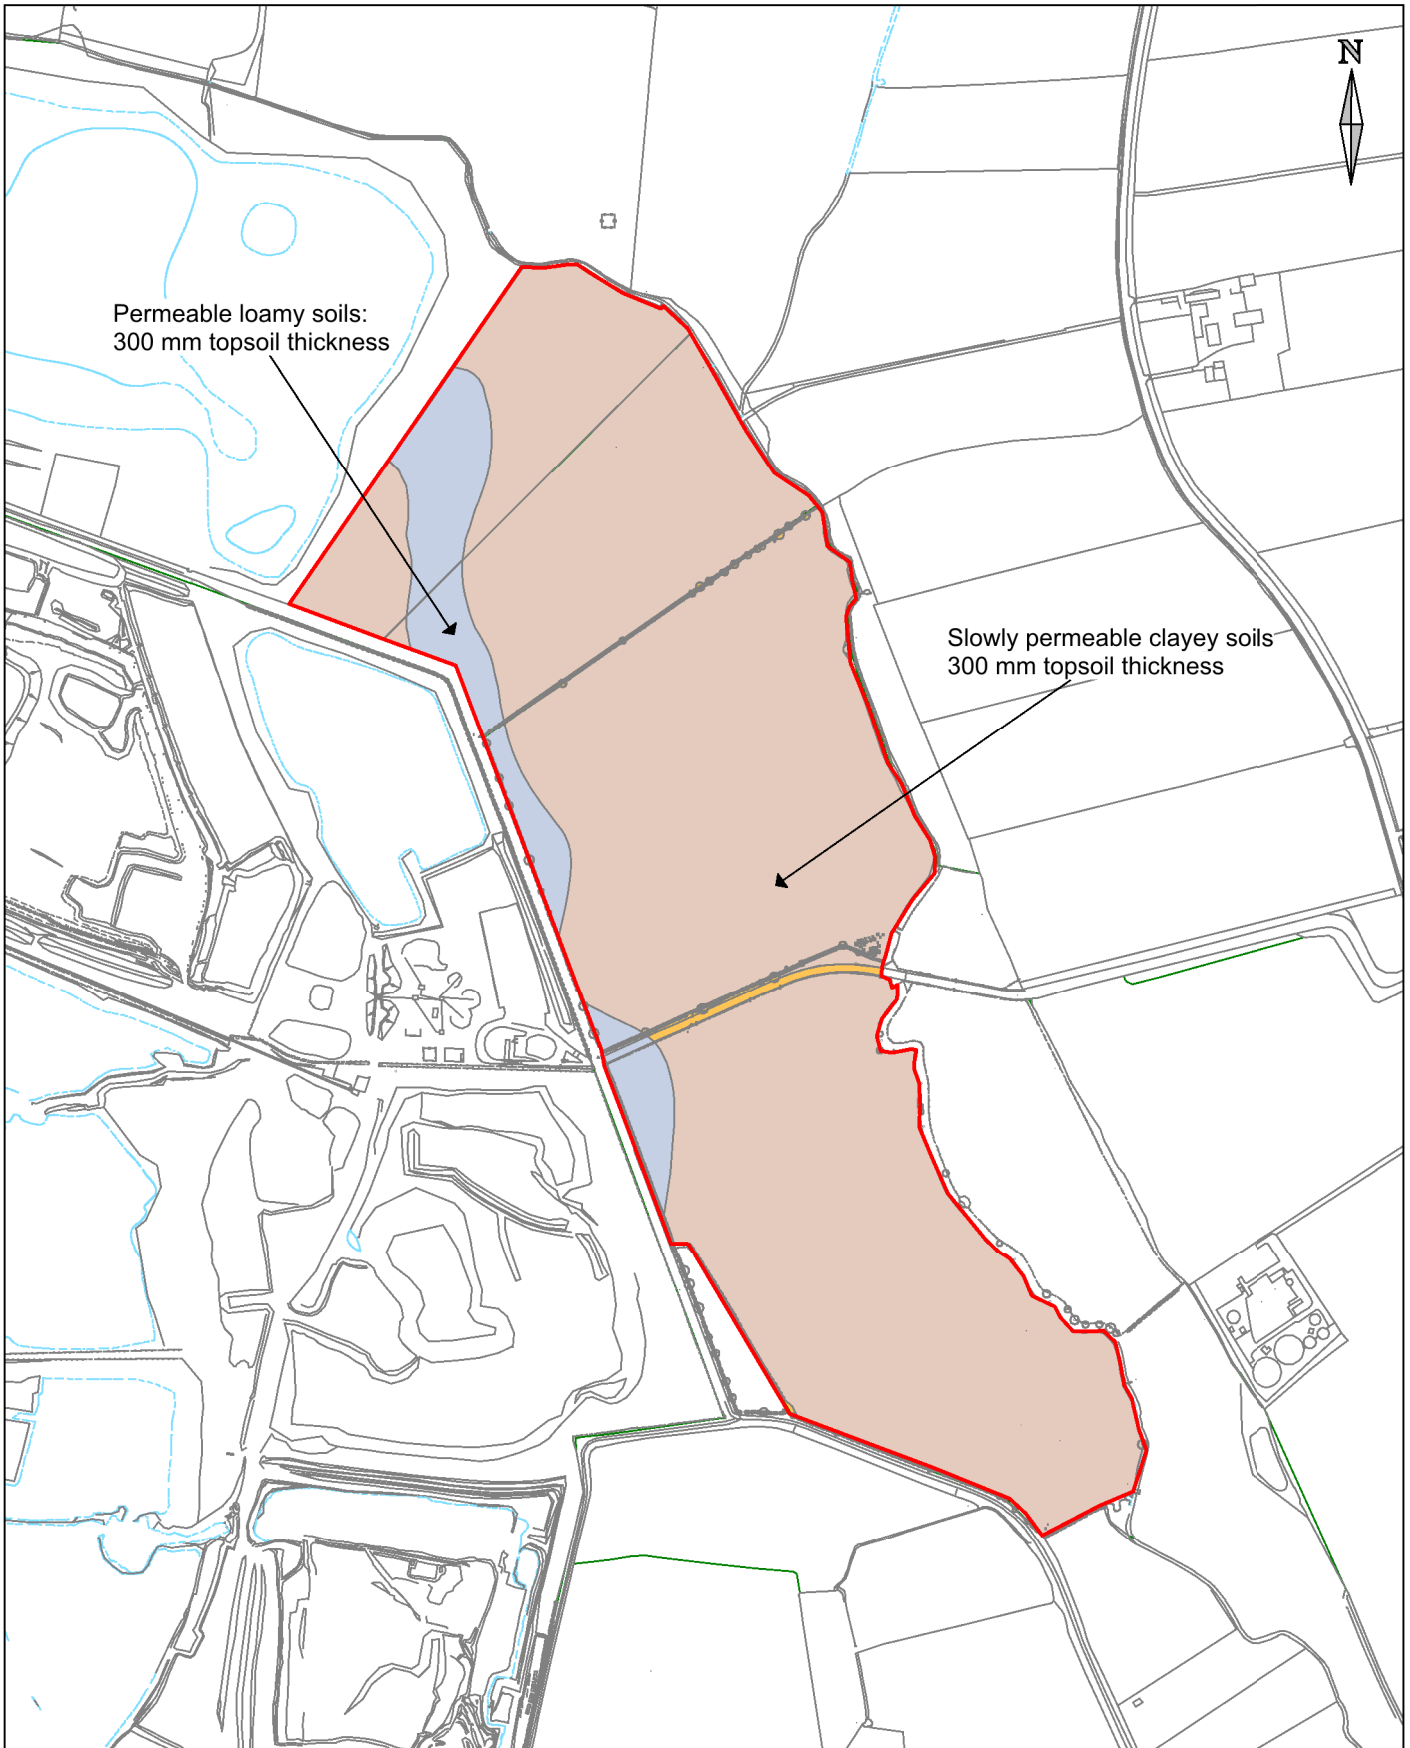 N
Permeable loamy soils:
300 mm topsoil thickness
Slowly permeable clayey soils
300 mm topsoil thickness